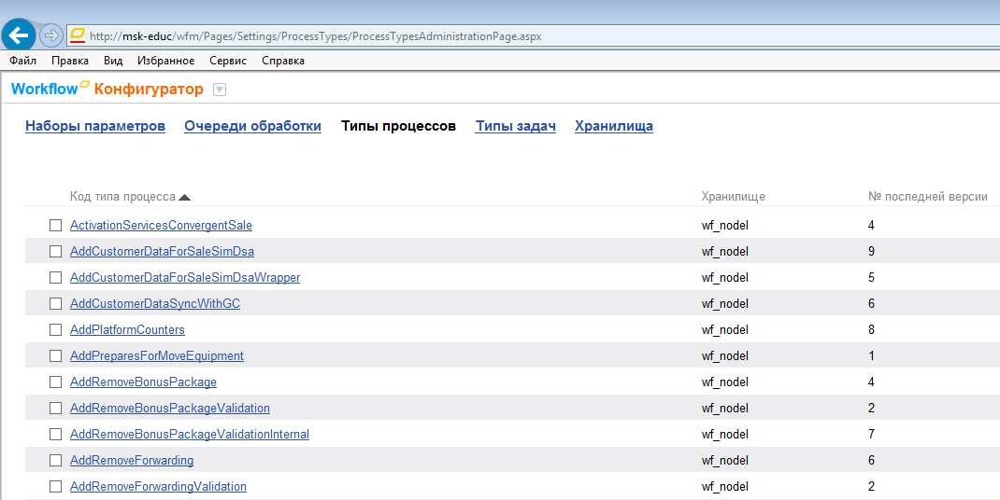 http://msk-educ/wfm/Pages/Settings/ProcessTypes/ProcessTypesAdministrationPage.aspx
Файл Правка Вид Избранное Сервис Справка
Workflow Конфигуратор
Наборы параметров Очереди обработки Типы процессов Типы задач Хранилища
Код типа процесса Хранилище № последней версии
ActivationServicesConvergentSale wf_nodel 4
AddCustomerDataForSaleSimDsa wf_nodel 9
AddCustomerDataForSaleSimDsaWrapper wf_nodel 5
AddCustomerDataSyncWithGC wf_nodel 6
AddPlatformCounters wf_nodel 8
AddPreparesForMoveEquipment wf_nodel 1
AddRemoveBonusPackage wf_nodel 4
AddRemoveBonusPackageValidation wf_nodel 2
AddRemoveBonusPackageValidationInternal wf_nodel 7
AddRemoveForwarding wf_nodel 6
AddRemoveForwardingValidation wf_nodel 2